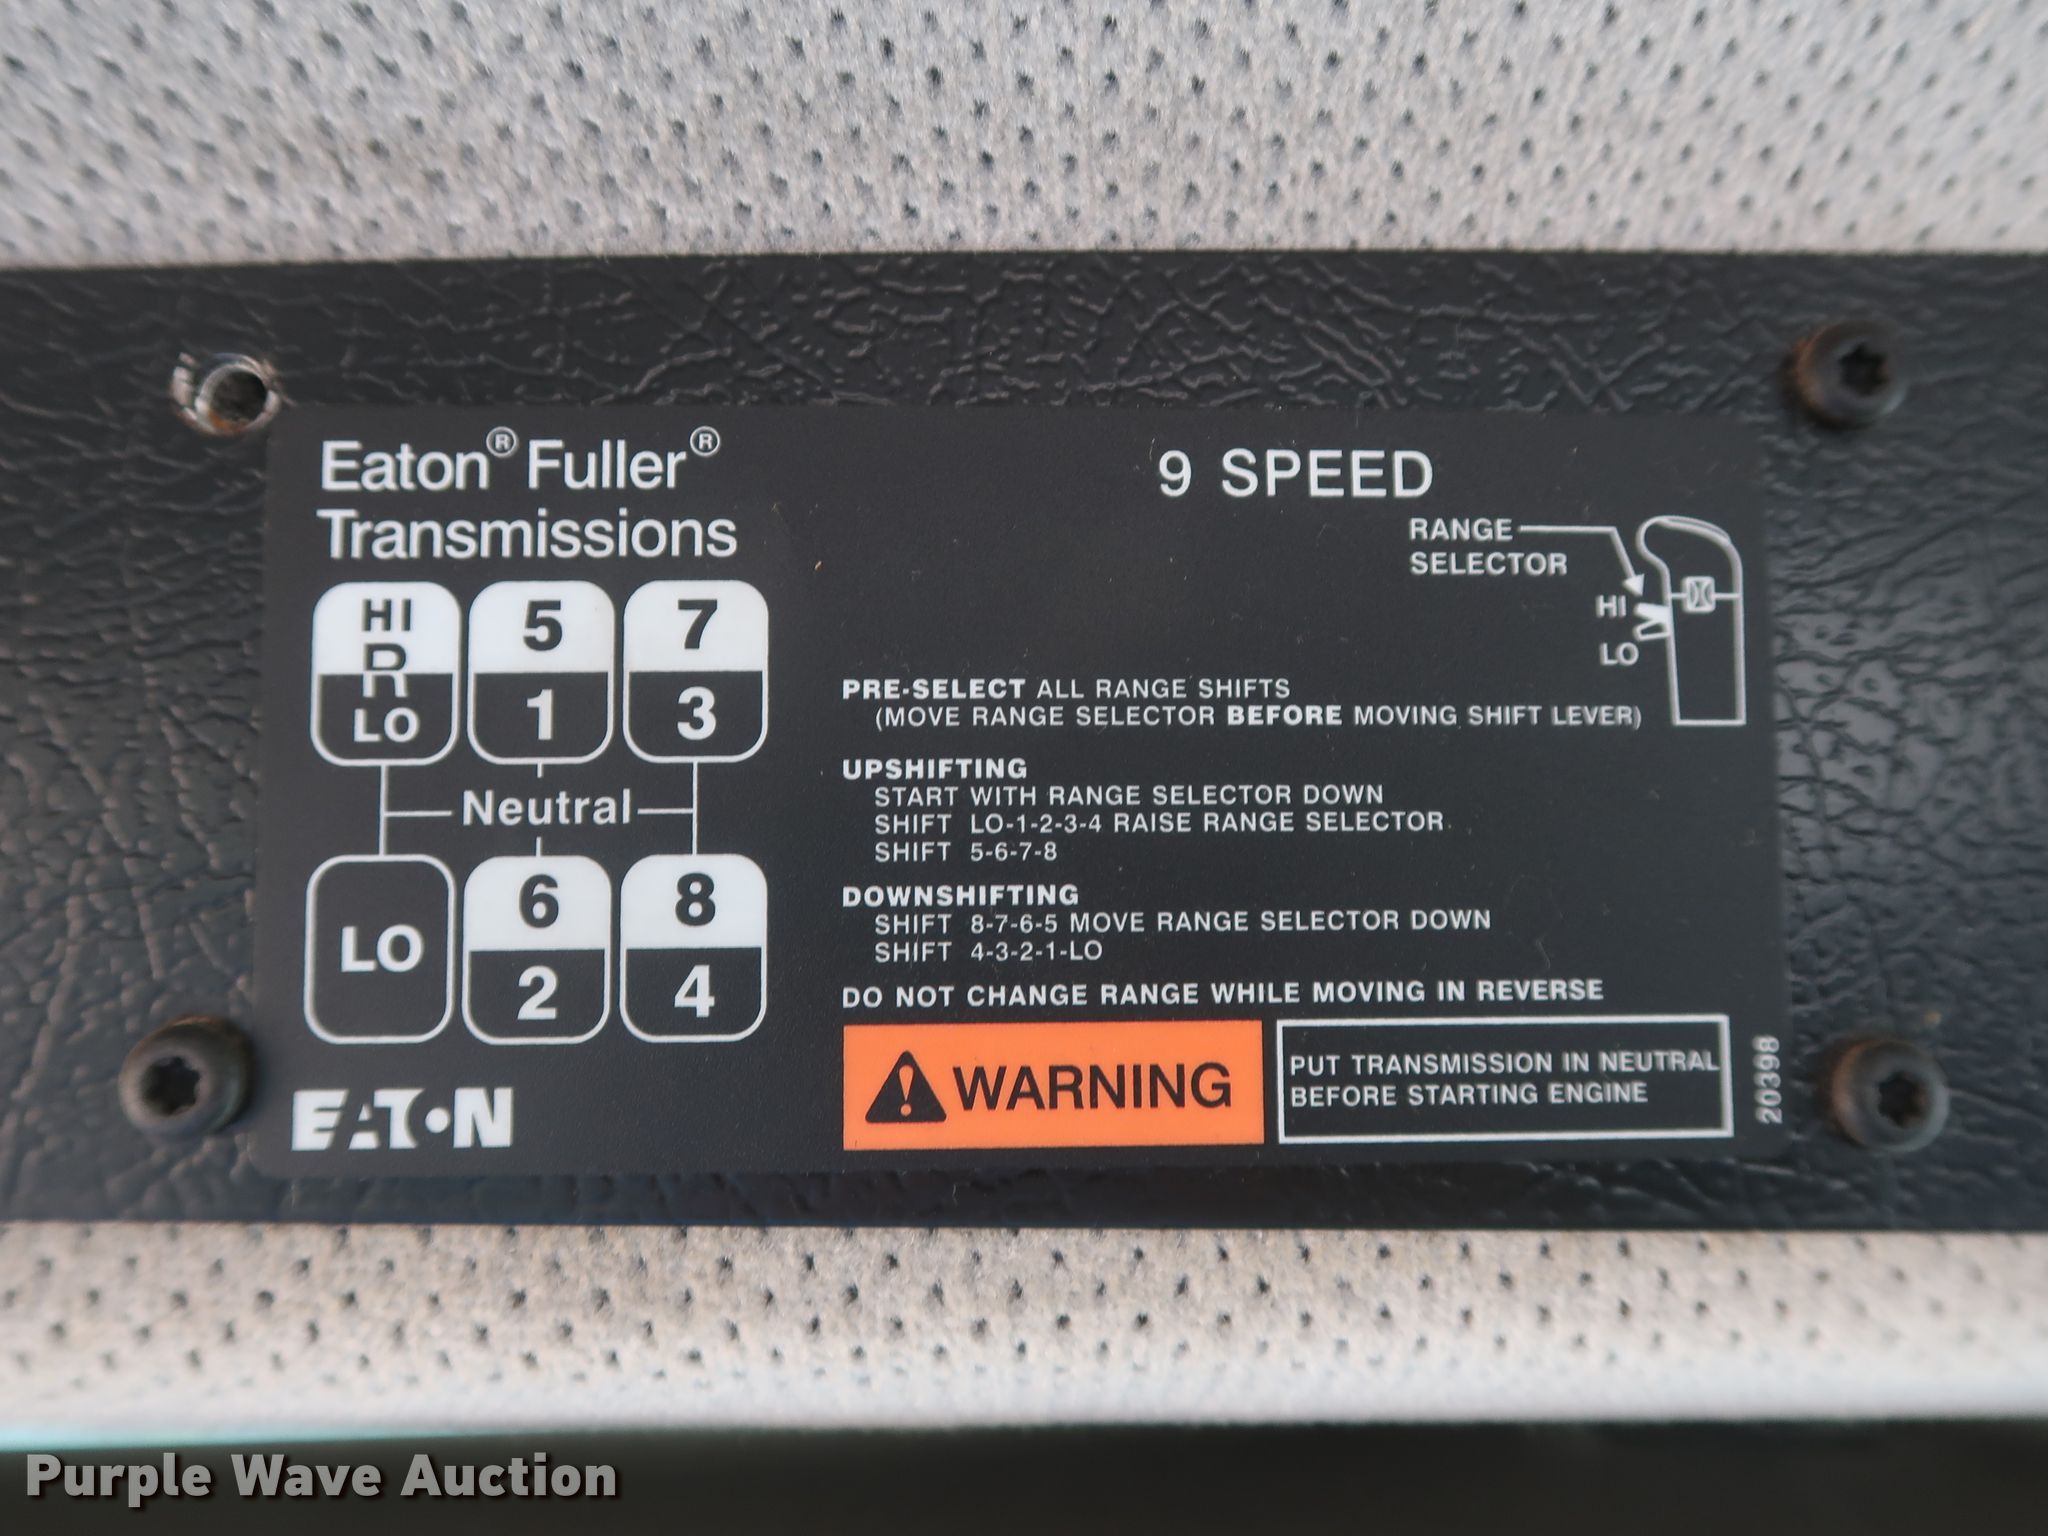 Eaton® Fuller®
Transmissions
9 SPEED
RANGE
SELECTOR
HI
LO
HI
R
LO
5
1
7
3
Neutral
LO
6
2
8
4
EATON
PRE-SELECT ALL RANGE SHIFTS
(MOVE RANGE SELECTOR BEFORE MOVING SHIFT LEVER)
UPSHIFTING
START WITH RANGE SELECTOR DOWN
SHIFT LO-1-2-3-4 RAISE RANGE SELECTOR
SHIFT 5-6-7-8
DOWNSHIFTING
SHIFT 8-7-6-5 MOVE RANGE SELECTOR DOWN
SHIFT 4-3-2-1-LO
DO NOT CHANGE RANGE WHILE MOVING IN REVERSE
WARNING
PUT TRANSMISSION IN NEUTRAL
BEFORE STARTING ENGINE
20398
Purple Wave Auction